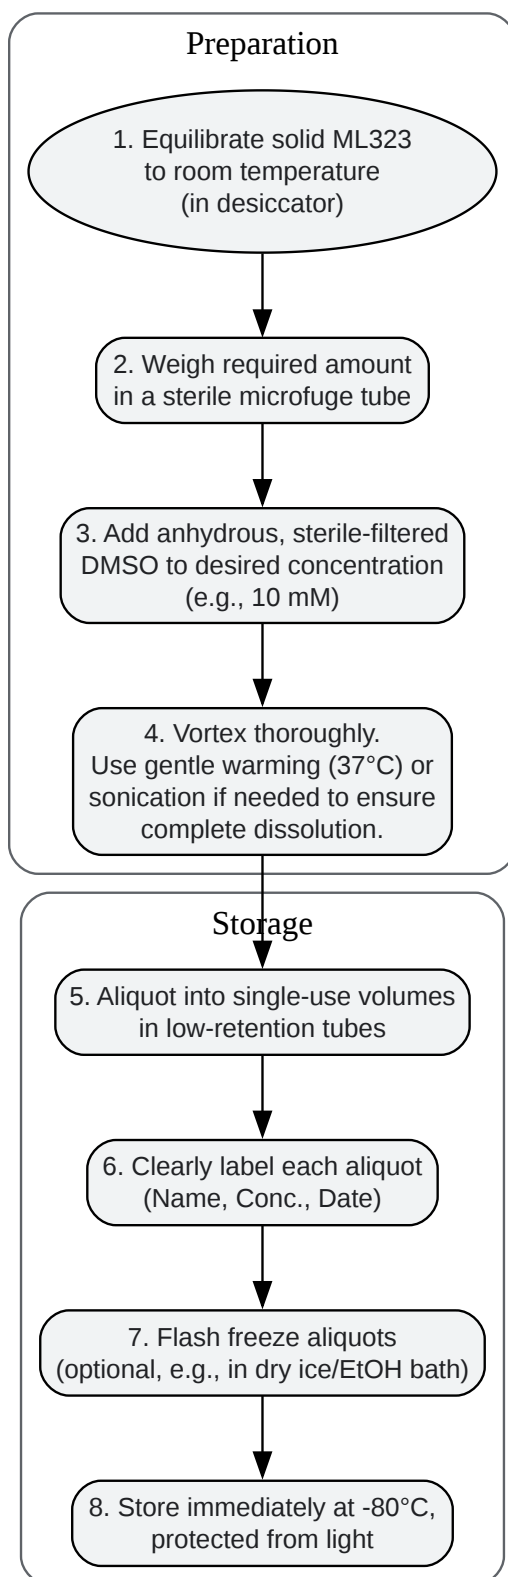 Preparation
1. Equilibrate solid ML323
to room temperature
(in desiccator)
2. Weigh required amount
in a sterile microfuge tube
3. Add anhydrous, sterile-filtered
DMSO to desired concentration
(e.g., 10 mM)
4. Vortex thoroughly.
Use gentle warming (37°C) or
sonication if needed to ensure
complete dissolution.
Storage
5. Aliquot into single-use volumes
in low-retention tubes
6. Clearly label each aliquot
(Name, Conc., Date)
7. Flash freeze aliquots
(optional, e.g., in dry ice/EtOH bath)
8. Store immediately at -80°C,
protected from light